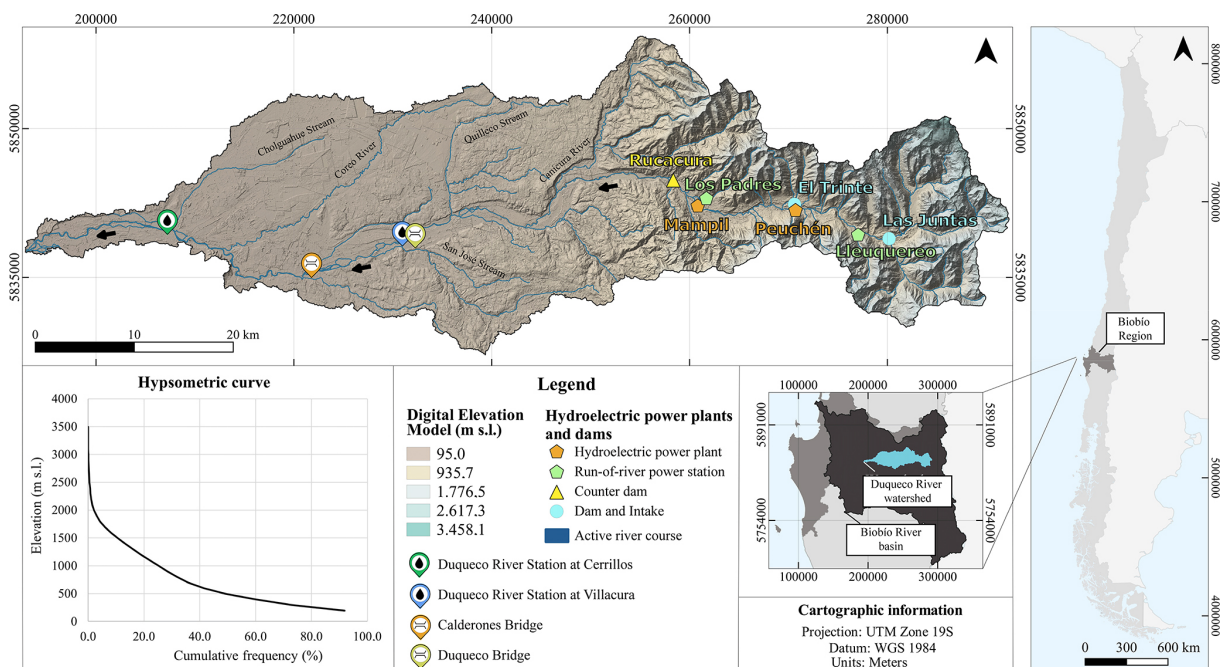 200000
220000
240000
260000
280000
5850000
5835000
5850000
5835000
Cholguahue Stream
Coreo River
Quilleco Stream
Canicura River
San José Stream
Rucacura
Los Padres
El Trinte
Mampil
Peuchén
Las Juntas
Lleuquereo
0
10
20 km
Hypsometric curve
Elevation (m s.l.)
4000
3500
3000
2500
2000
1500
1000
500
0
0.0
20.0
40.0
60.0
80.0
100.0
Cumulative frequency (%)
Legend
Digital Elevation
Model (m s.l.)
95.0
935.7
1.776.5
2.617.3
3.458.1
Hydroelectric power plants
and dams
Hydroelectric power plant
Run-of-river power station
Counter dam
Dam and Intake
Active river course
Duqueco River Station at Cerrillos
Duqueco River Station at Villacura
Calderones Bridge
Duqueco Bridge
100000
200000
300000
5891000
5754000
5891000
5754000
100000
200000
300000
Duqueco River
watershed
Biobío River
basin
Cartographic information
Projection: UTM Zone 19S
Datum: WGS 1984
Units: Meters
Biobío
Region
8000000
7000000
6000000
5000000
4000000
0
300
600 km